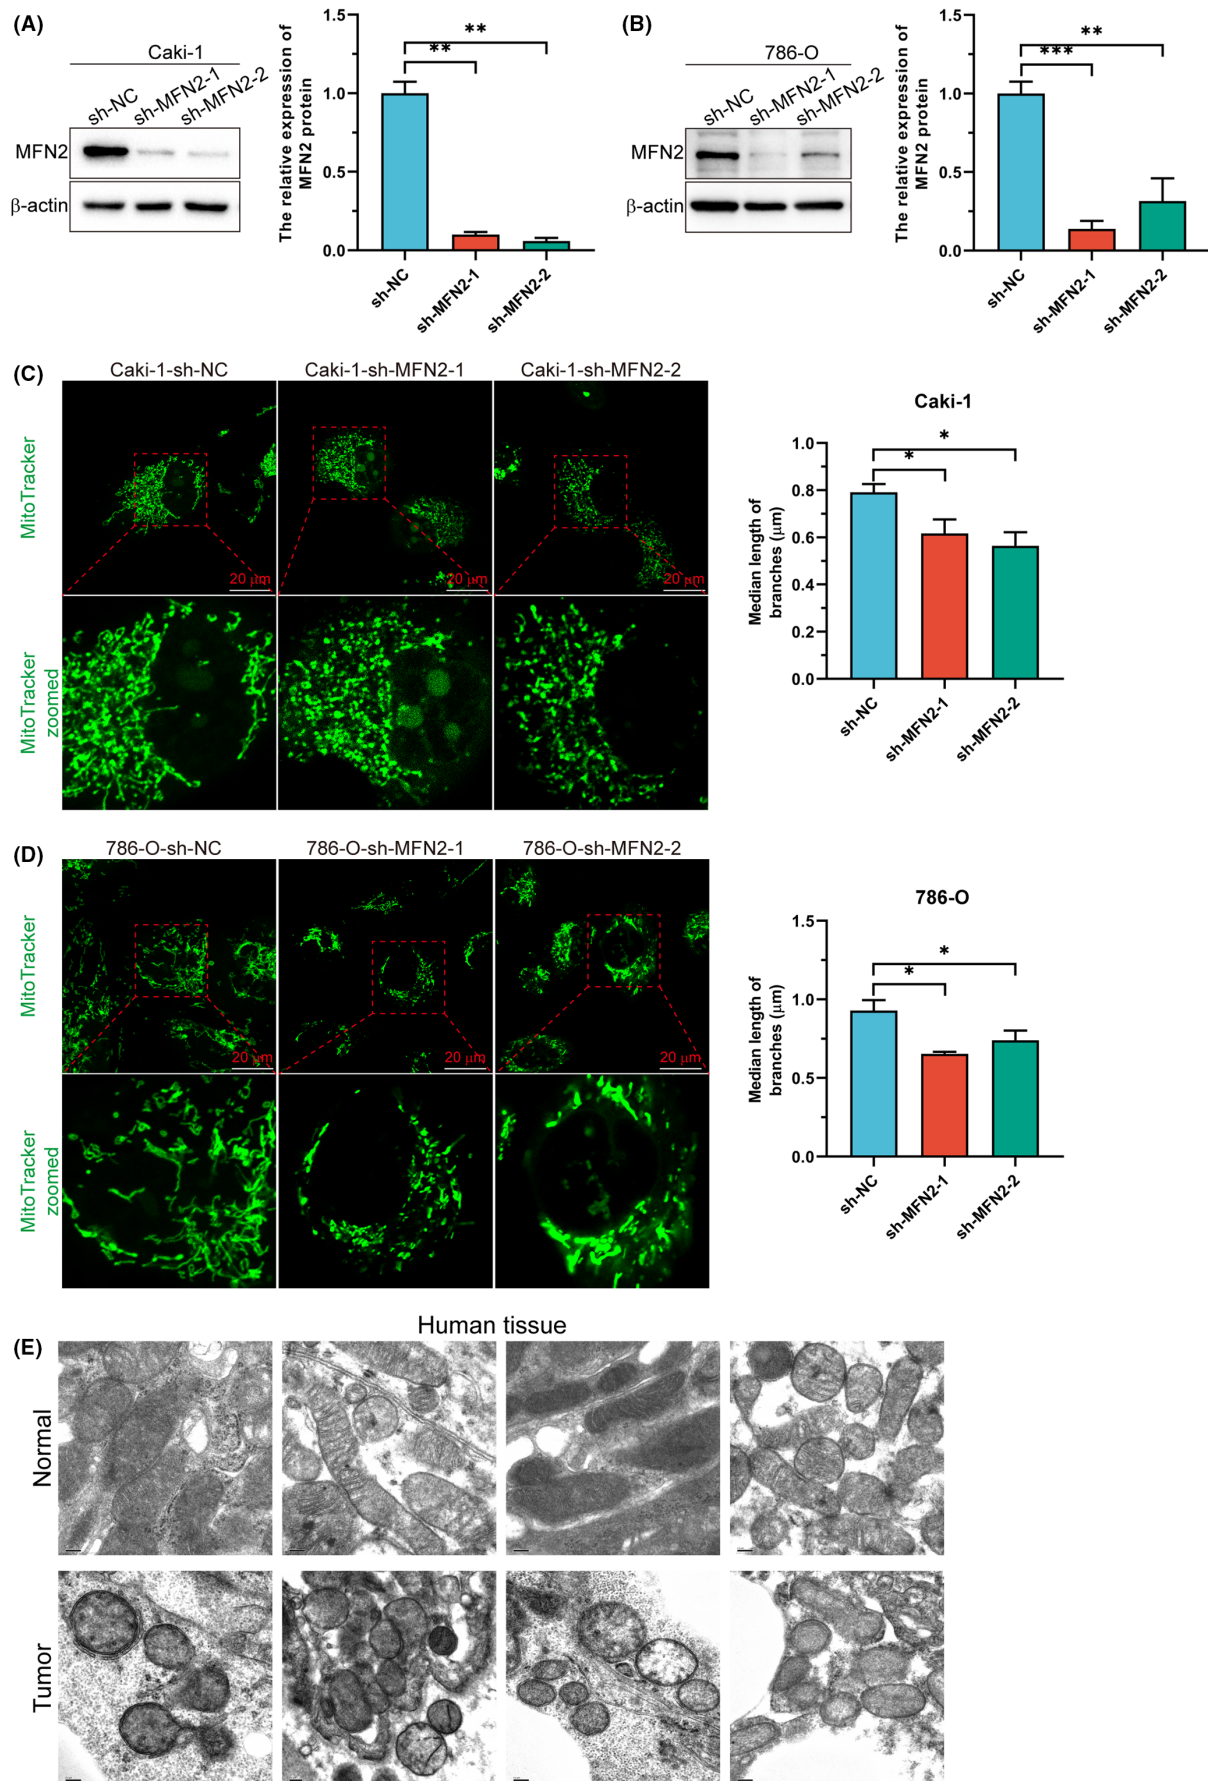 (A)
Caki-1
sh-NC
sh-MFN2-1
sh-MFN2-2
MFN2
β-actin
The relative expression of
MFN2 protein
1.5
1.0
0.5
0.0
**
**
sh-NC
sh-MFN2-1
sh-MFN2-2
(B)
786-O
sh-NC
sh-MFN2-1
sh-MFN2-2
MFN2
β-actin
The relative expression of
MFN2 protein
1.5
1.0
0.5
0.0
**
***
sh-NC
sh-MFN2-1
sh-MFN2-2
(C)
Caki-1-sh-NC
Caki-1-sh-MFN2-1
Caki-1-sh-MFN2-2
MitoTracker
20 μm
20 μm
20 μm
MitoTracker
zoomed
Caki-1
Median length of
branches (μm)
1.0
0.8
0.6
0.4
0.2
0.0
*
*
sh-NC
sh-MFN2-1
sh-MFN2-2
(D)
786-O-sh-NC
786-O-sh-MFN2-1
786-O-sh-MFN2-2
MitoTracker
20 μm
20 μm
20 μm
MitoTracker
zoomed
786-O
Median length of
branches (μm)
1.5
1.0
0.5
0.0
*
*
sh-NC
sh-MFN2-1
sh-MFN2-2
(E)
Human tissue
Normal
Tumor